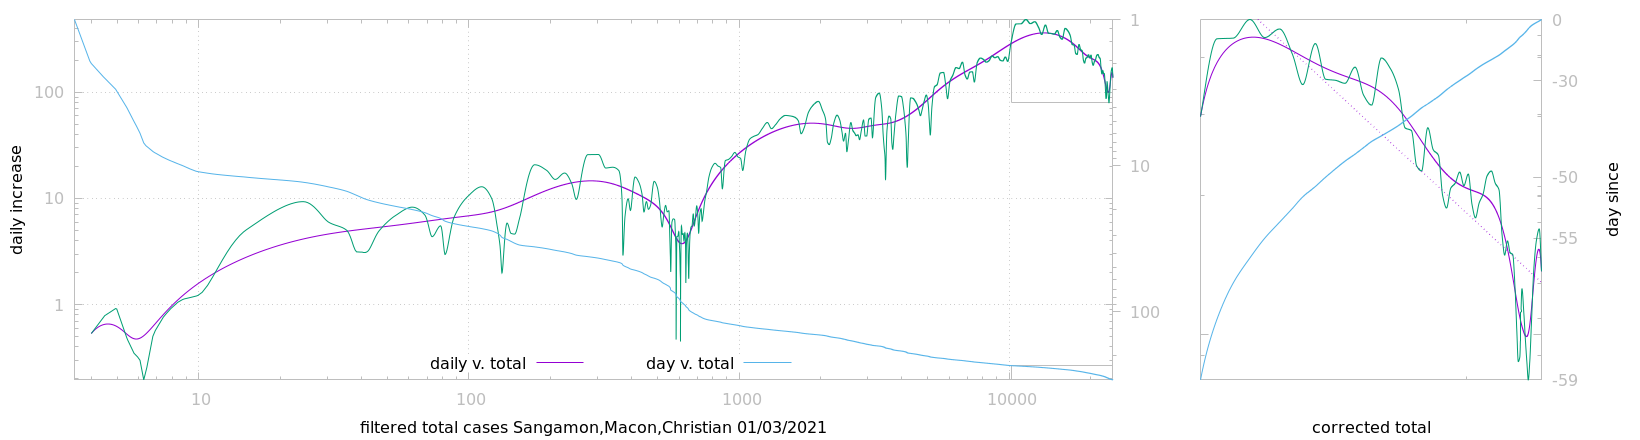 daily increase
100
10
1
10
100
1000
10000
1
10
100
daily v. total
day v. total
filtered total cases Sangamon,Macon,Christian 01/03/2021
0
-30
-50
-55
-59
day since
corrected total